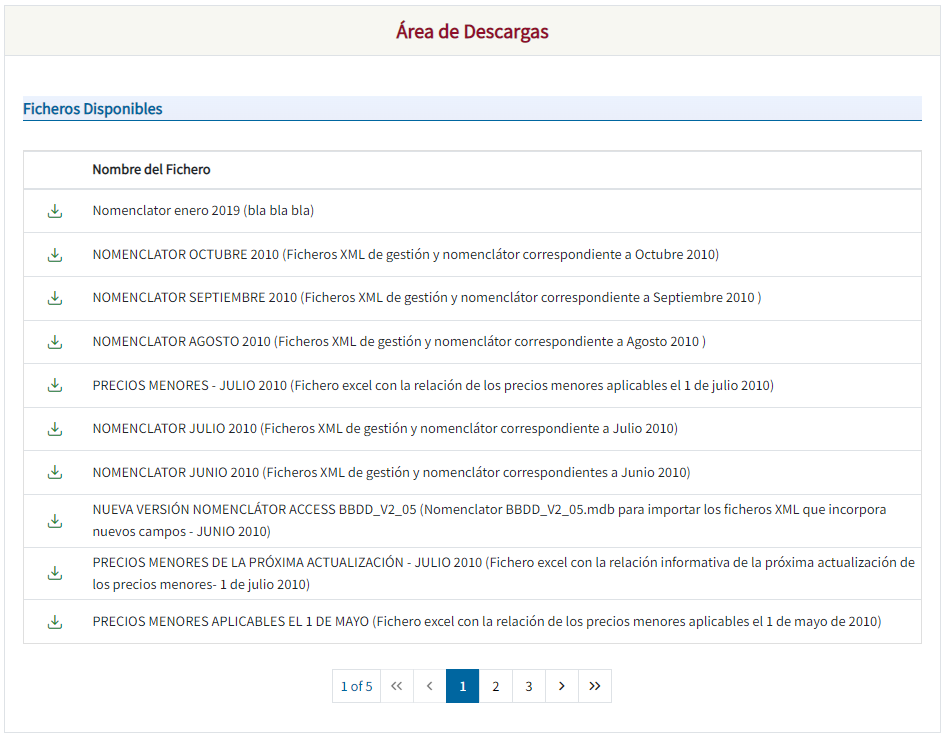 Área de Descargas
Ficheros Disponibles
Nombre del Fichero
Nomenclator enero 2019 (bla bla bla)
NOMENCLATOR OCTUBRE 2010 (Ficheros XML de gestión y nomenclátor correspondiente a Octubre 2010)
NOMENCLATOR SEPTIEMBRE 2010 (Ficheros XML de gestión y nomenclátor correspondiente a Septiembre 2010 )
NOMENCLATOR AGOSTO 2010 (Ficheros XML de gestión y nomenclátor correspondiente a Agosto 2010 )
PRECIOS MENORES - JULIO 2010 (Fichero excel con la relación de los precios menores aplicables el 1 de julio 2010)
NOMENCLATOR JULIO 2010 (Ficheros XML de gestión y nomenclátor correspondiente a Julio 2010)
NOMENCLATOR JUNIO 2010 (Ficheros XML de gestión y nomenclátor correspondientes a Junio 2010)
NUEVA VERSIÓN NOMENCLÁTOR ACCESS BBDD_V2_05 (Nomenclator BBDD_V2_05.mdb para importar los ficheros XML que incorpora
nuevos campos - JUNIO 2010)
PRECIOS MENORES DE LA PRÓXIMA ACTUALIZACIÓN - JULIO 2010 (Fichero excel con la relación informativa de la próxima actualización de
los precios menores- 1 de julio 2010)
PRECIOS MENORES APLICABLES EL 1 DE MAYO (Fichero excel con la relación de los precios menores aplicables el 1 de mayo de 2010)
1 of 5 « ‹ 1 2 3 › »